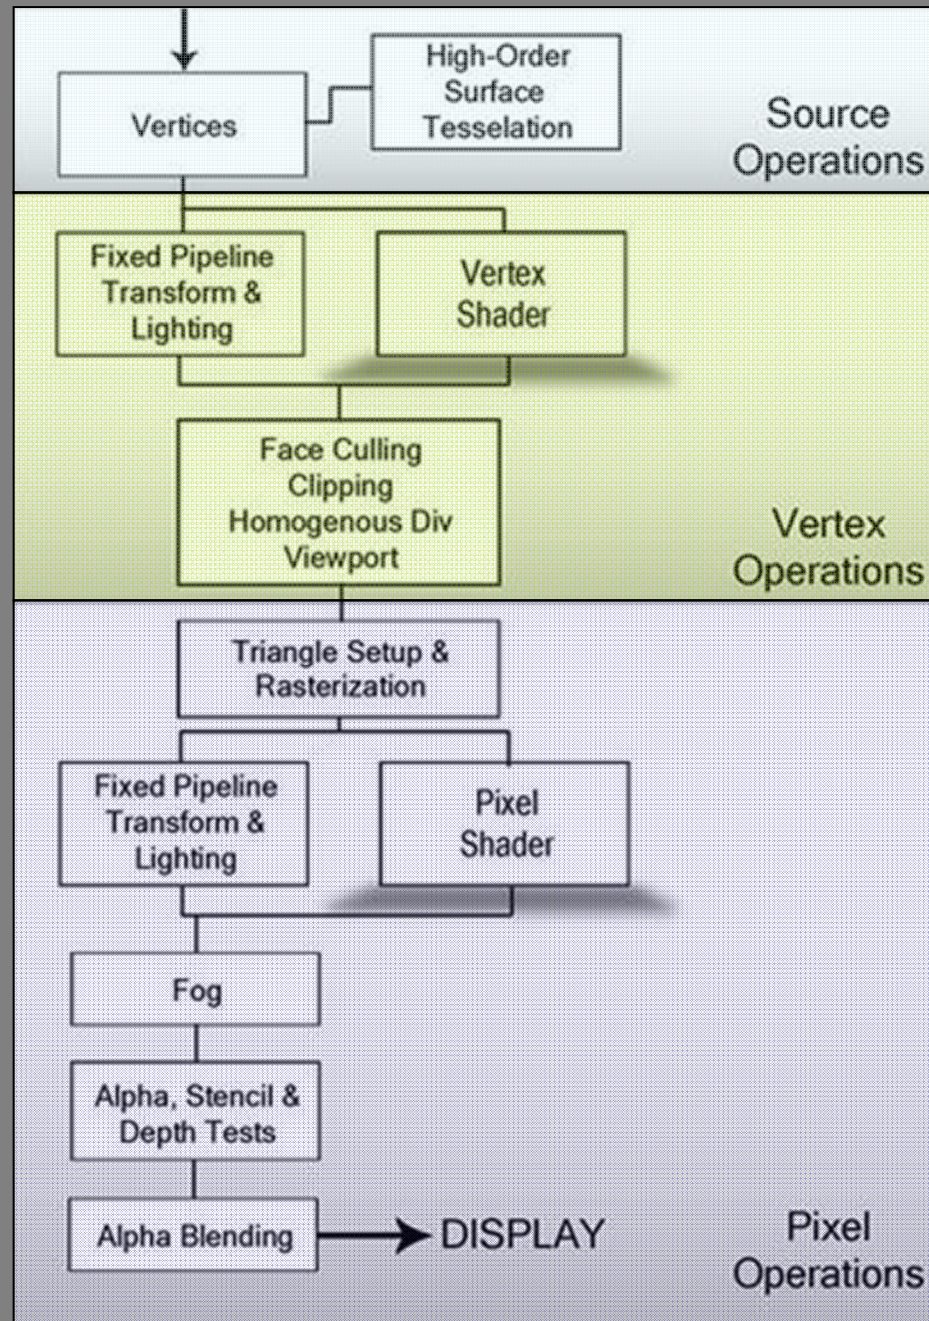 High-Order
Surface
Tesselation
Vertices
Source
Operations
Fixed Pipeline
Transform &
Lighting
Vertex
Shader
Face Culling
Clipping
Homogenous Div
Viewport
Vertex
Operations
Triangle Setup &
Rasterization
Fixed Pipeline
Transform &
Lighting
Pixel
Shader
Fog
Alpha, Stencil &
Depth Tests
Alpha Blending
DISPLAY
Pixel
Operations